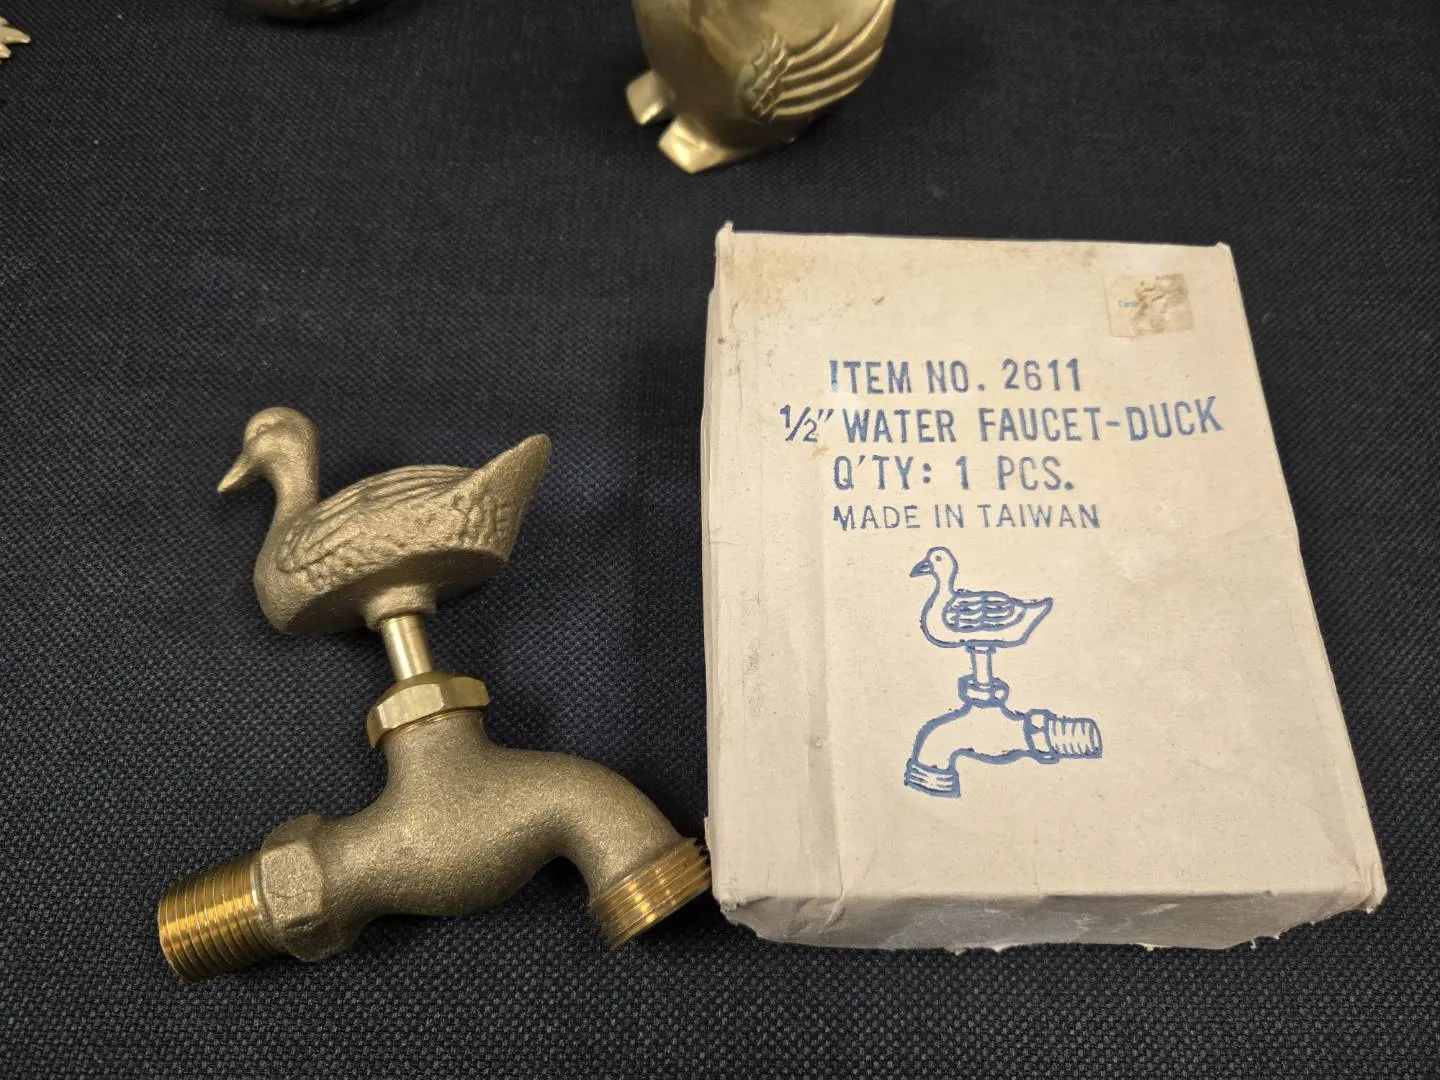 ITEM NO. 2611
1/2" WATER FAUCET-DUCK
Q'TY: 1 PCS.
MADE IN TAIWAN